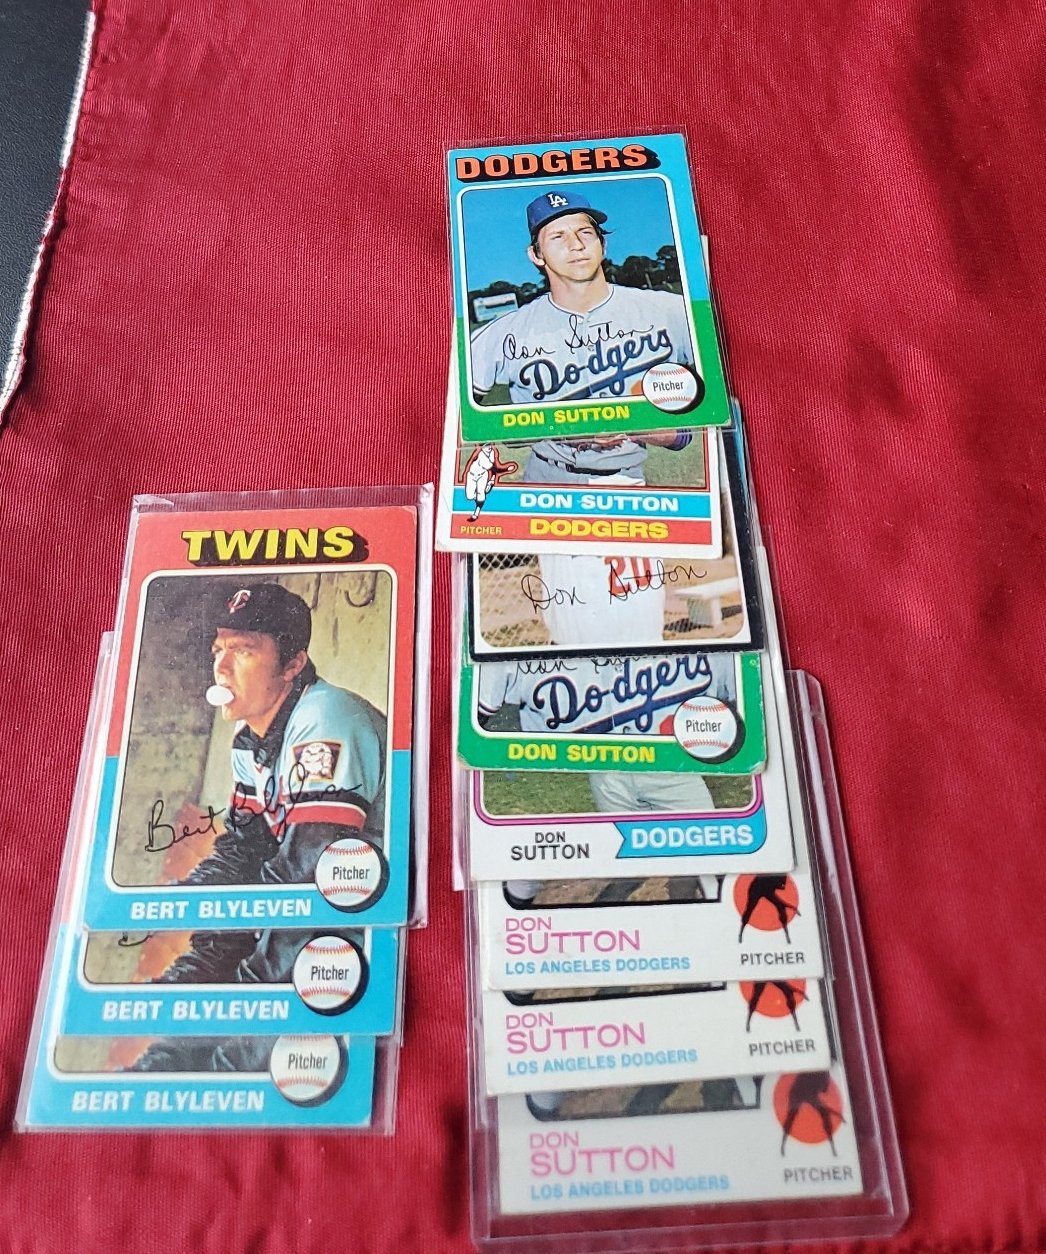 TWINS
TC
Bert Blyleven
Pitcher
BERT BLYLEVEN
Pitcher
BERT BLYLEVEN
Pitcher
BERT BLYLEVEN
DODGERS
LA
Don Sutton
Dodgers
Pitcher
DON SUTTON
PITCHER
DON SUTTON
DODGERS
20
Don Sutton
Dodgers
Pitcher
DON SUTTON
DON
SUTTON
DODGERS
DON
SUTTON
LOS ANGELES DODGERS
PITCHER
DON
SUTTON
LOS ANGELES DODGERS
PITCHER
DON
SUTTON
LOS ANGELES DODGERS
PITCHER